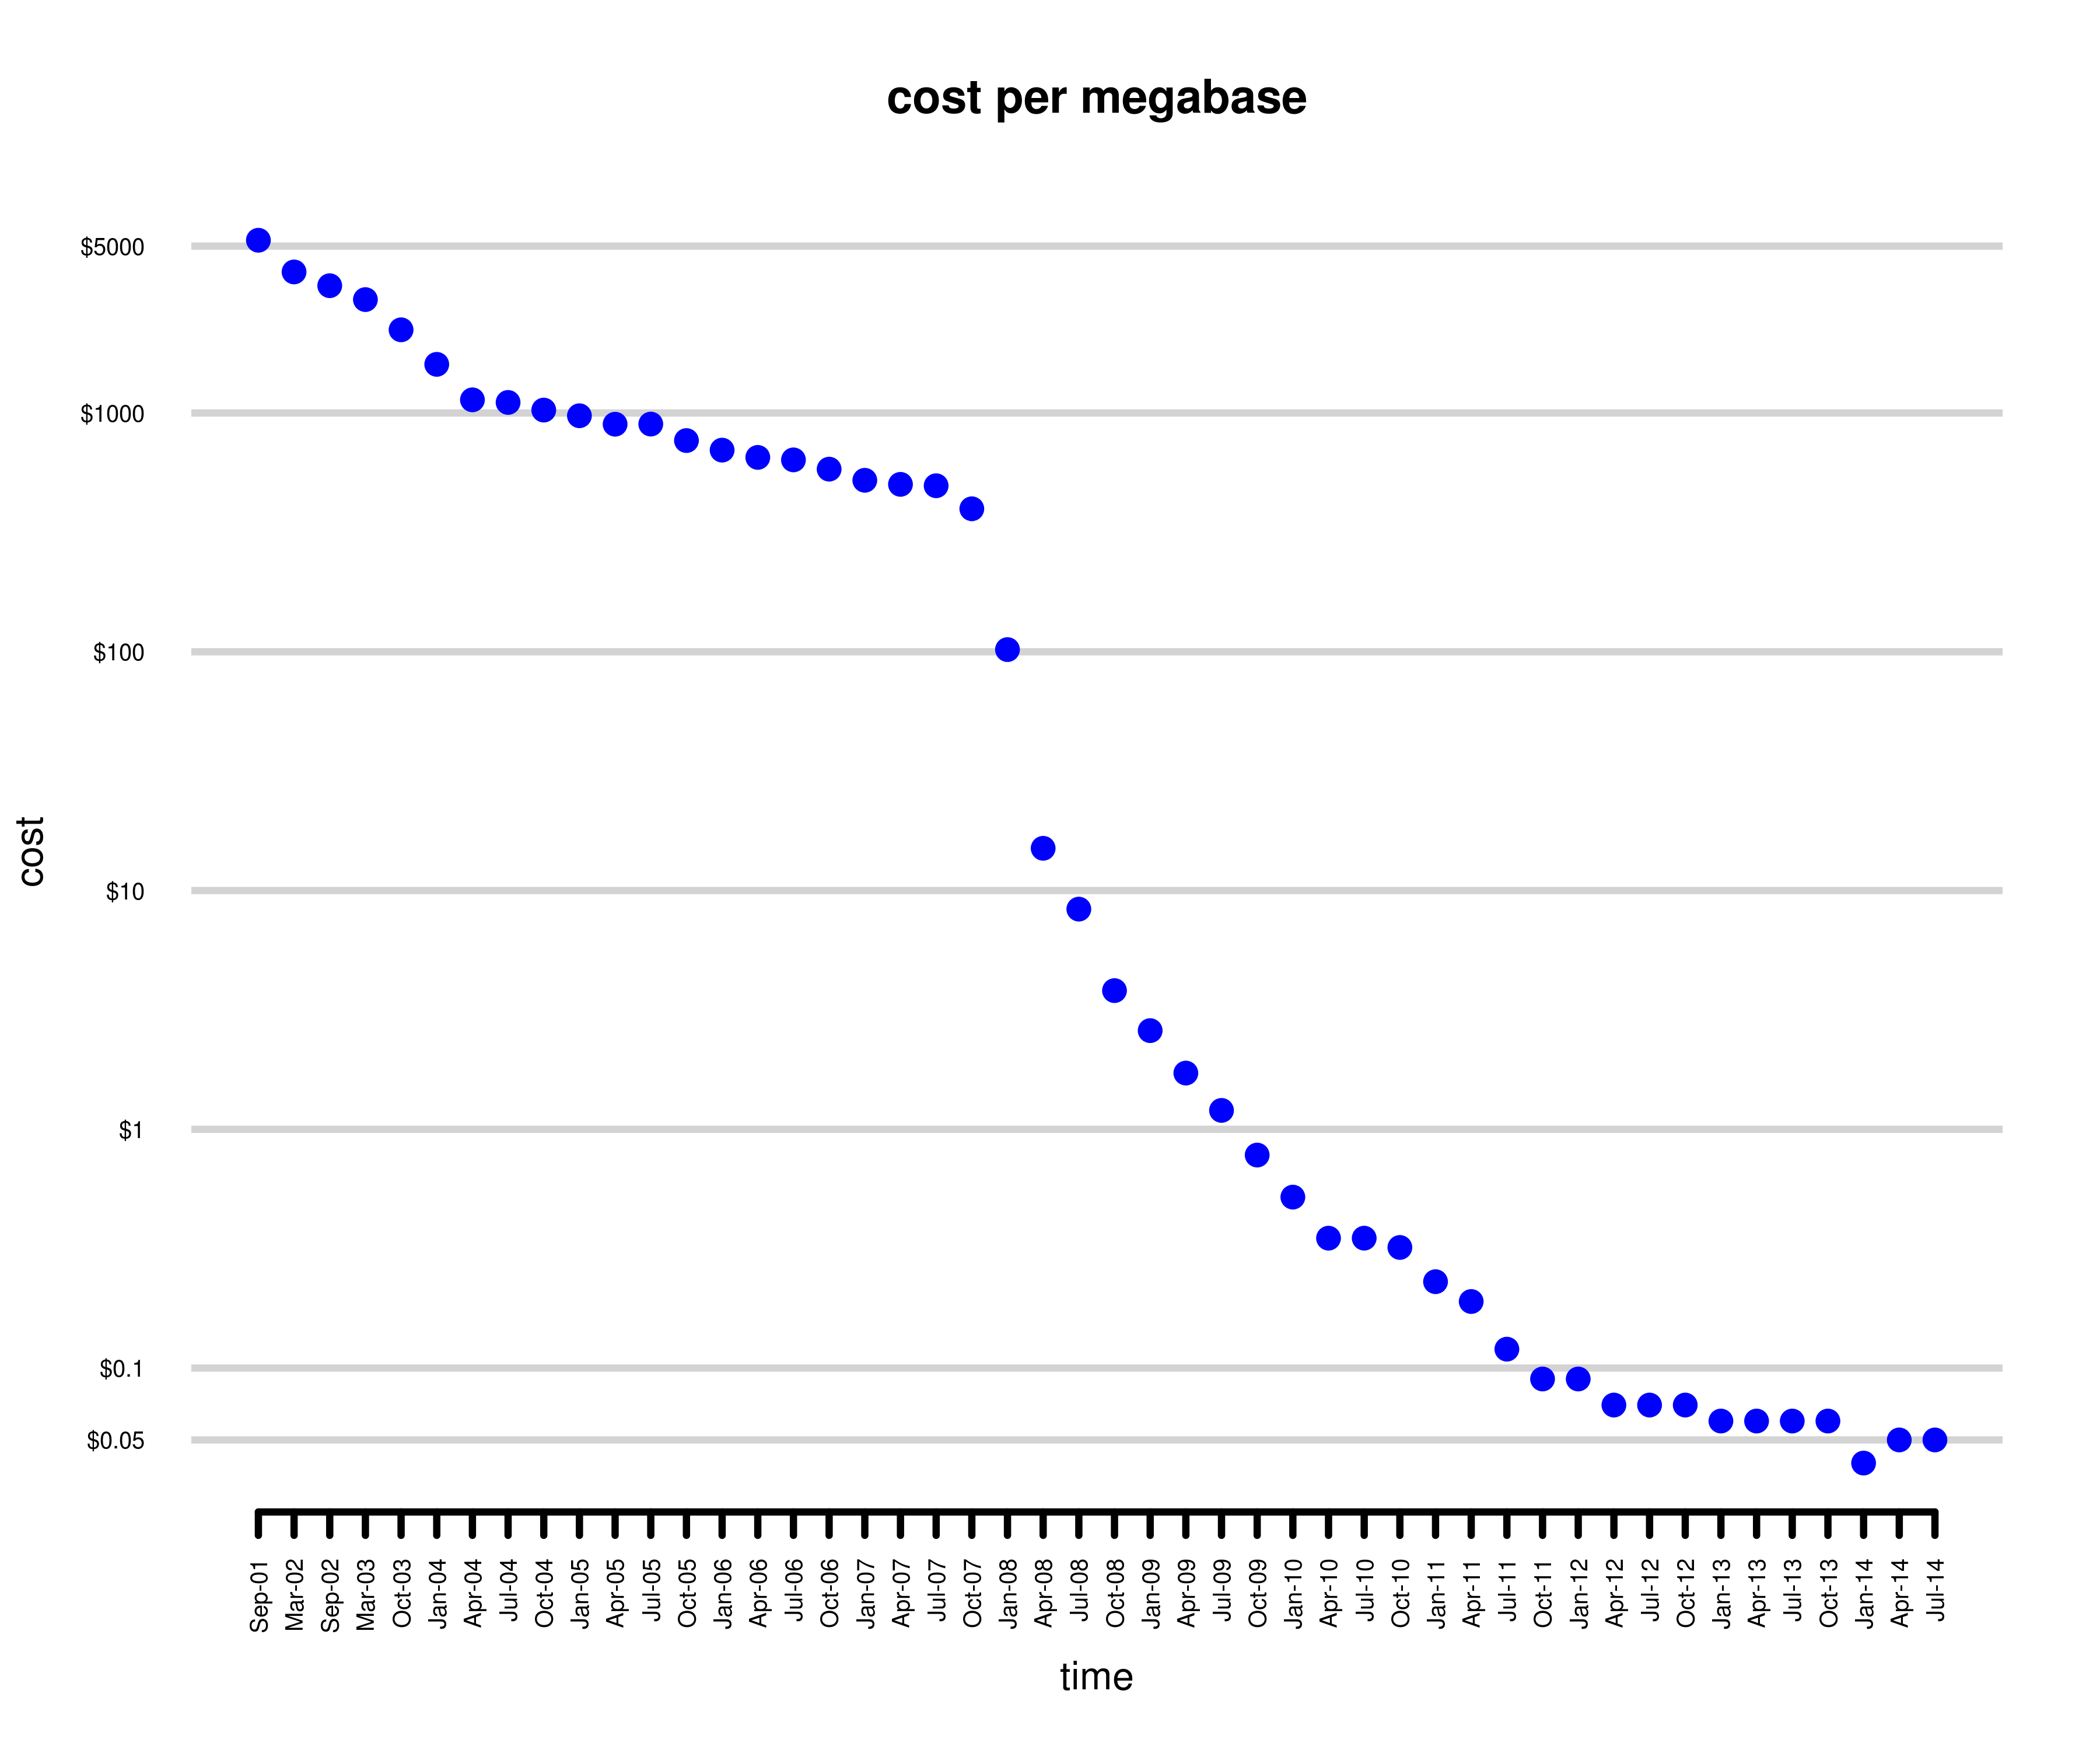 cost per megabase
cost
$5000
$1000
$100
$10
$1
$0.1
$0.05
Sep-01
Mar-02
Sep-02
Mar-03
Oct-03
Jan-04
Apr-04
Jul-04
Oct-04
Jan-05
Apr-05
Jul-05
Oct-05
Jan-06
Apr-06
Jul-06
Oct-06
Jan-07
Apr-07
Jul-07
Oct-07
Jan-08
Apr-08
Jul-08
Oct-08
Jan-09
Apr-09
Jul-09
Oct-09
Jan-10
Apr-10
Jul-10
Oct-10
Jan-11
Apr-11
Jul-11
Oct-11
Jan-12
Apr-12
Jul-12
Oct-12
Jan-13
Apr-13
Jul-13
Oct-13
Jan-14
Apr-14
Jul-14
time